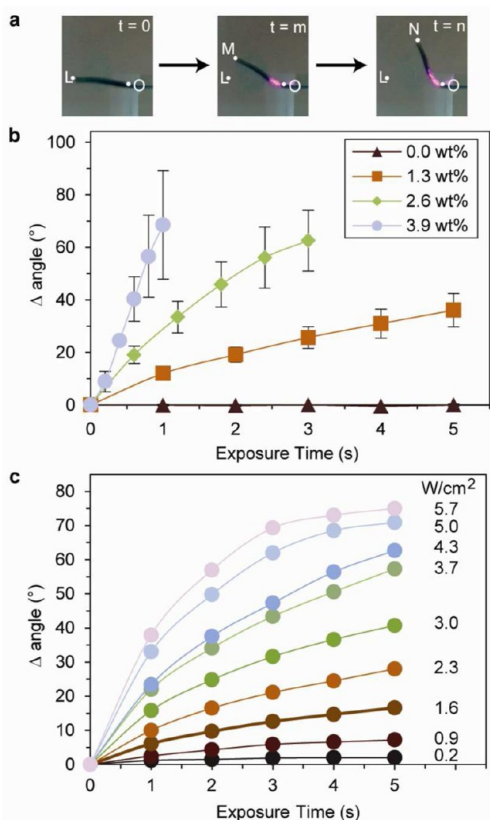 a
t = 0
t = m
t = n
L
O
M
L
O
N
L
O
b
100
80
60
40
20
0
Δ angle (°)
0.0 wt%
1.3 wt%
2.6 wt%
3.9 wt%
0 1 2 3 4 5
Exposure Time (s)
c
80
70
60
50
40
30
20
10
0
Δ angle (°)
W/cm²
5.7
5.0
4.3
3.7
3.0
2.3
1.6
0.9
0.2
0 1 2 3 4 5
Exposure Time (s)